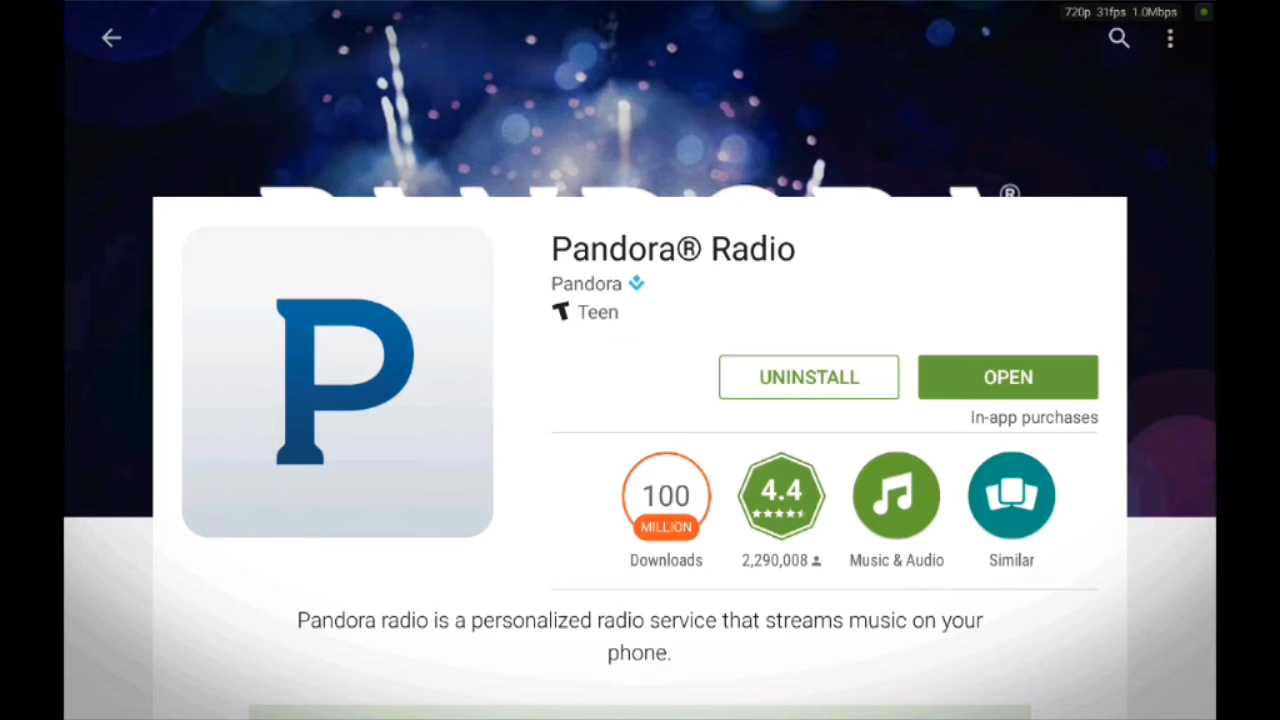 720p 31fps 1.0Mbps
®
Pandora® Radio
Pandora
T Teen
UNINSTALL
OPEN
In-app purchases
P
100
MILLION
4.4
Downloads
2,290,008
Music & Audio
Similar
Pandora radio is a personalized radio service that streams music on your
phone.